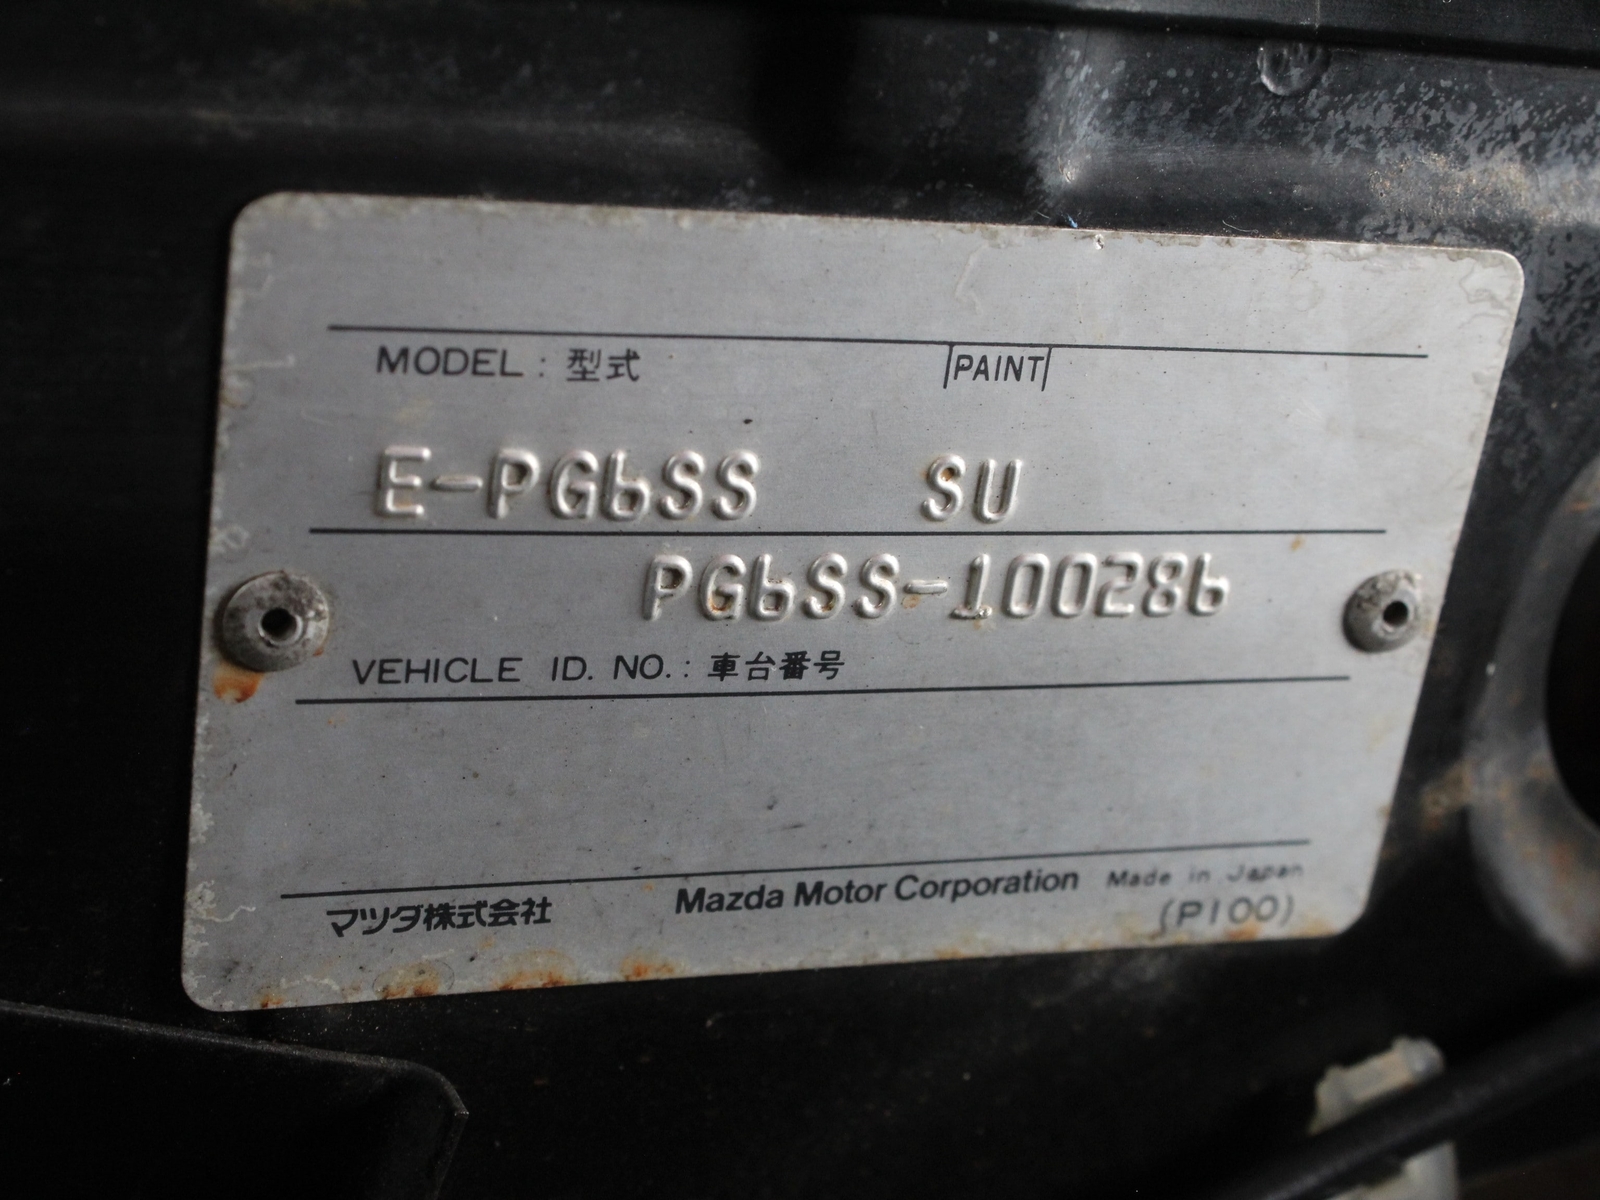 MODEL : 型式 PAINT
E-PG6SS SU
PG6SS-100286
VEHICLE ID. NO. : 車台番号
マツダ株式会社 Mazda Motor Corporation Made in Japan
(P100)